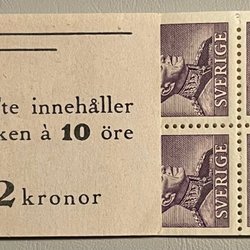 te innehåller
ken à 10 öre
2 kronor
SVERIGE
SVERIGE